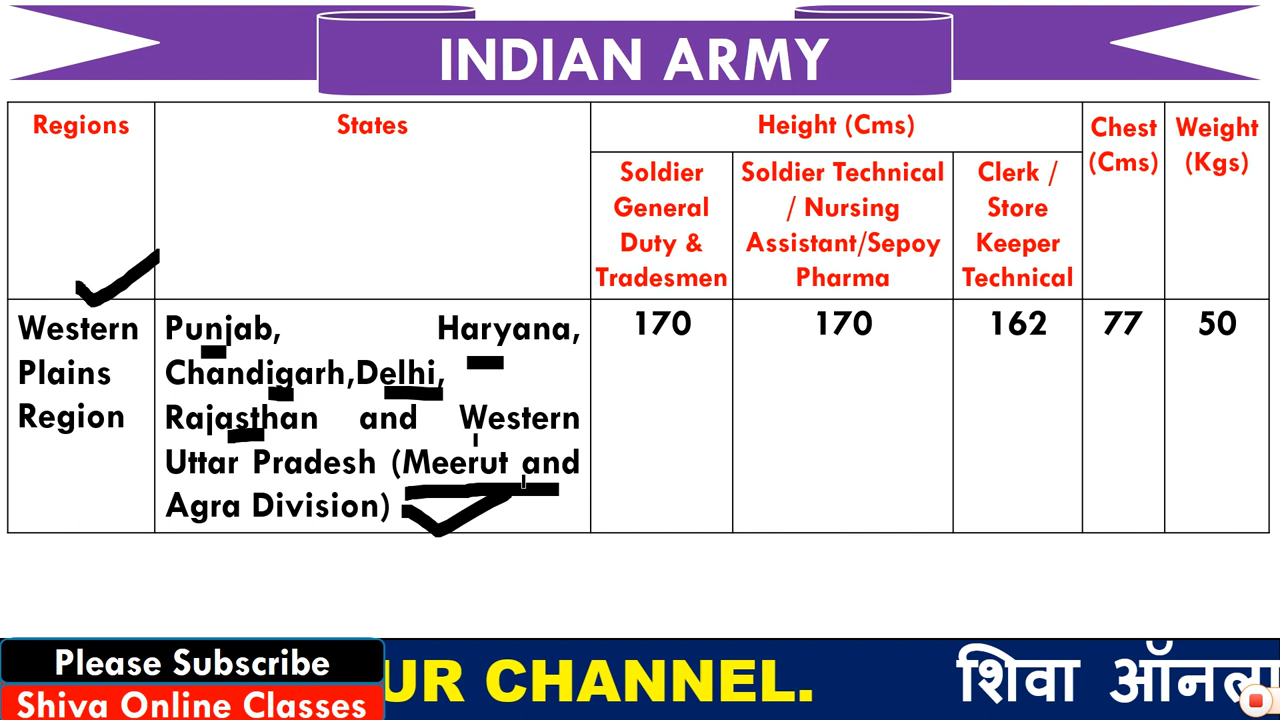 INDIAN ARMY
Regions
States
Height (Cms)
Chest
(Cms)
Weight
(Kgs)
Soldier
General
Duty &
Tradesmen
Soldier Technical
/ Nursing
Assistant/Sepoy
Pharma
Clerk /
Store
Keeper
Technical
Western
Plains
Region
Punjab, Haryana,
Chandigarh,Delhi,
Rajasthan and Western
Uttar Pradesh (Meerut and
Agra Division)
170
170
162
77
50
Please Subscribe
Shiva Online Classes
UR CHANNEL.
शिवा ऑनला